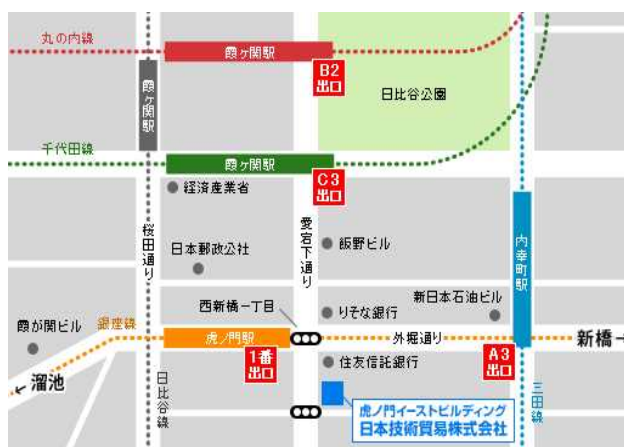 丸の内線
霞ヶ関駅
B2
出口
日比谷公園
霞ヶ関駅
千代田線
霞ヶ関駅
C3
出口
経済産業省
桜田通り
愛宕下通り
日本郵政公社
飯野ビル
内幸町駅
西新橋一丁目
りそな銀行
新日本石油ビル
霞が関ビル
銀座線
虎ノ門駅
外堀通り
新橋→
1番
出口
住友信託銀行
A3
出口
←溜池
日比谷線
三田線
虎ノ門イーストビルディング
日本技術貿易株式会社